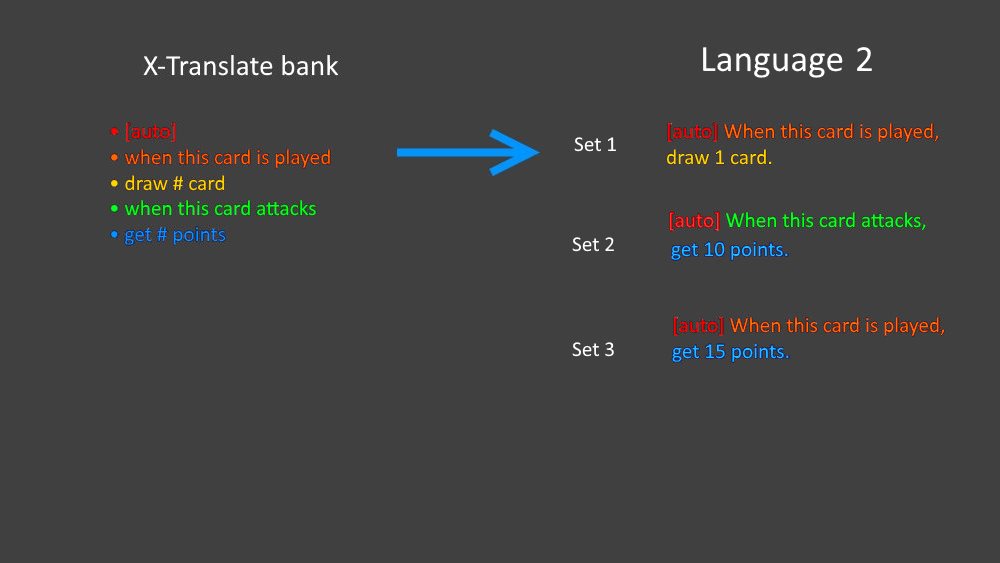 X-Translate bank
• [auto]
• when this card is played
• draw # card
• when this card attacks
• get # points
Language 2
Set 1
[auto] When this card is played,
draw 1 card.
Set 2
[auto] When this card attacks,
get 10 points.
Set 3
[auto] When this card is played,
get 15 points.